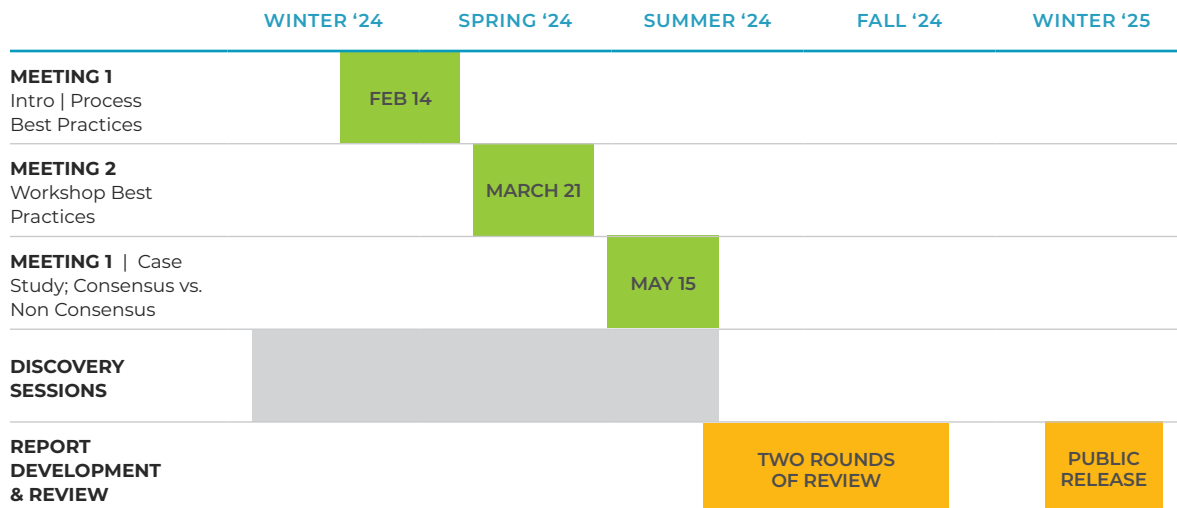 WINTER ‘24 SPRING ‘24 SUMMER ‘24 FALL ‘24 WINTER ‘25
MEETING 1
Intro | Process
Best Practices
FEB 14
MEETING 2
Workshop Best
Practices
MARCH 21
MEETING 1 | Case
Study; Consensus vs.
Non Consensus
MAY 15
DISCOVERY
SESSIONS
REPORT
DEVELOPMENT
& REVIEW
TWO ROUNDS
OF REVIEW
PUBLIC
RELEASE